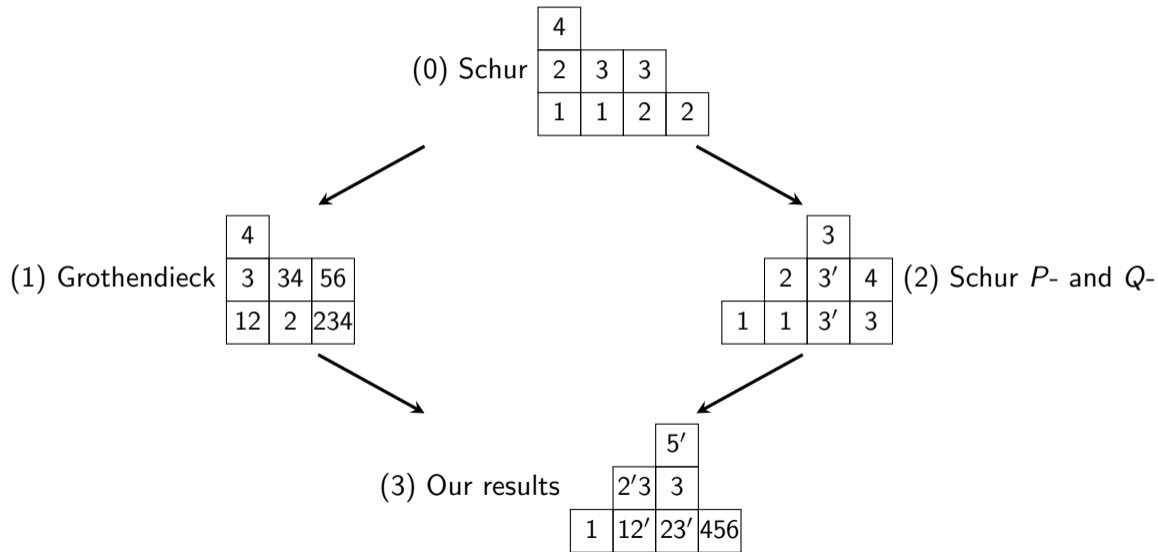 4
(0) Schur 2 3 3
1 1 2 2
4
(1) Grothendieck 3 34 56
12 2 234
3
2 3′ 4 (2) Schur P- and Q-
1 1 3′ 3
5′
(3) Our results 2′3 3
1 12′ 23′ 456